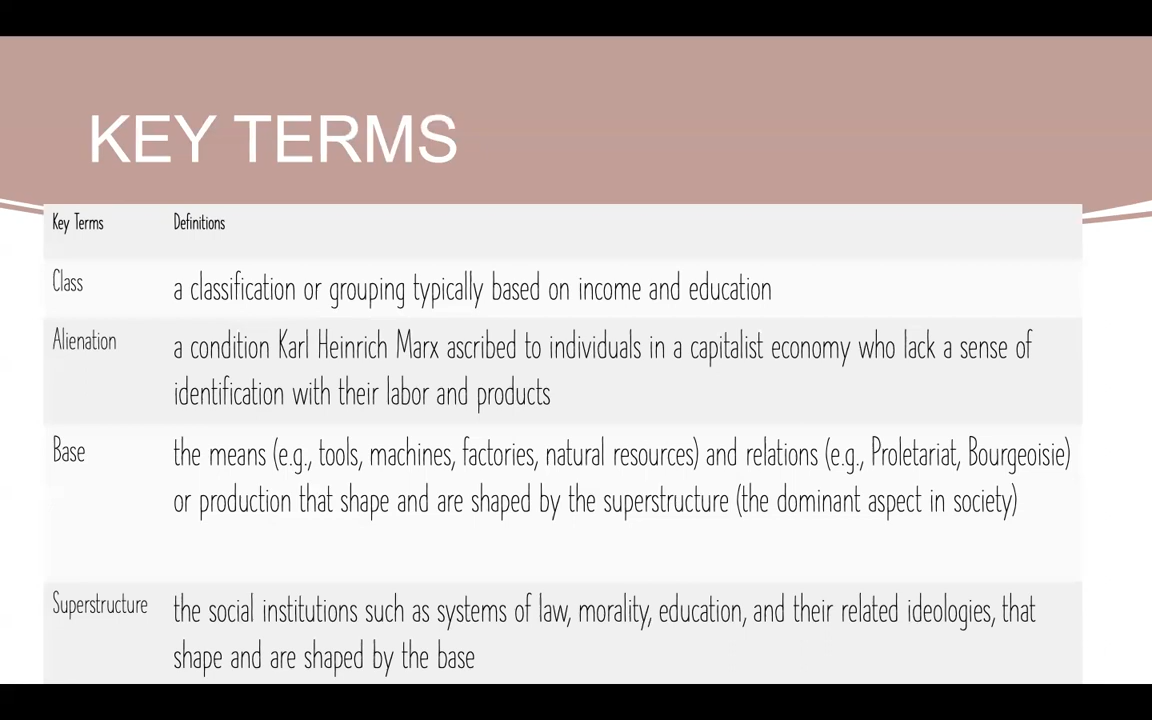 KEY TERMS
Key Terms Definitions
Class a classification or grouping typically based on income and education
Alienation a condition Karl Heinrich Marx ascribed to individuals in a capitalist economy who lack a sense of
identification with their labor and products
Base the means (e.g., tools, machines, factories, natural resources) and relations (e.g., Proletariat, Bourgeoisie)
or production that shape and are shaped by the superstructure (the dominant aspect in society)
Superstructure the social institutions such as systems of law, morality, education, and their related ideologies, that
shape and are shaped by the base